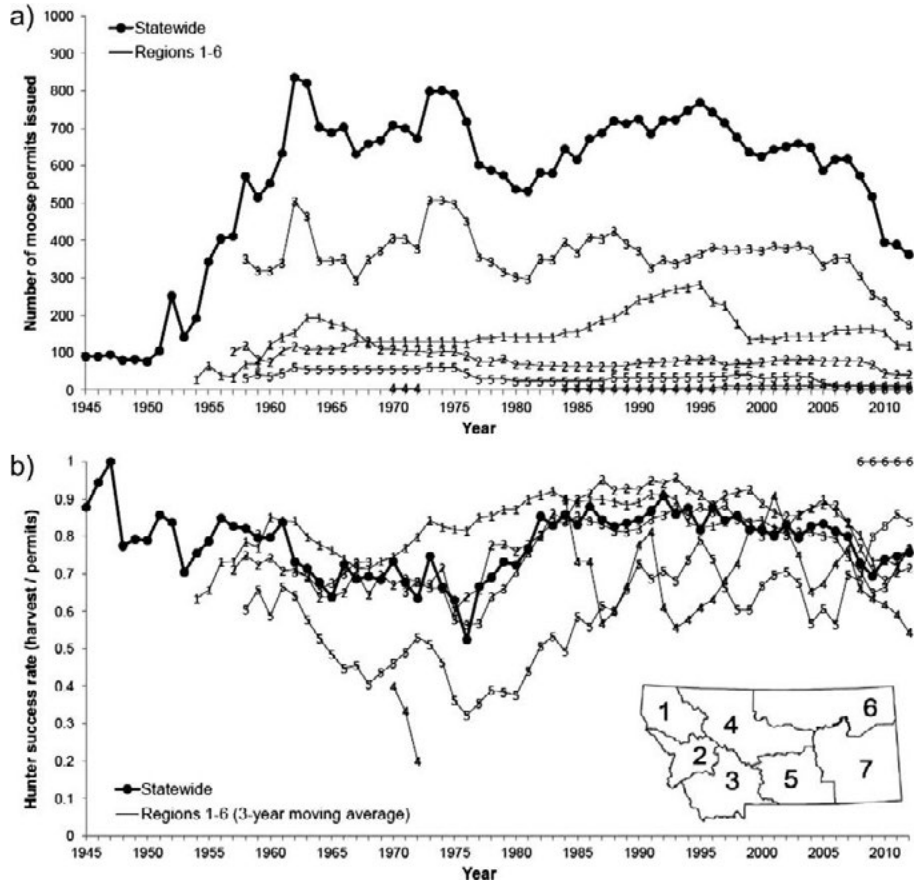 a)
Statewide
Regions 1-6
Number of moose permits issued
1000
900
800
700
600
500
400
300
200
100
0
1945 1950 1955 1960 1965 1970 1975 1981 1985 1990 1995 2000 2005 2010
Year
b)
Hunter success rate (harvest / permits)
1
0.9
0.8
0.7
0.6
0.5
0.4
0.3
0.2
0.1
0
Statewide
Regions 1-6 (3-year moving average)
1 4 6
2 3 5 7
1945 1950 1955 1960 1965 1970 1975 1980 1985 1990 1995 2000 2005 2010
Year